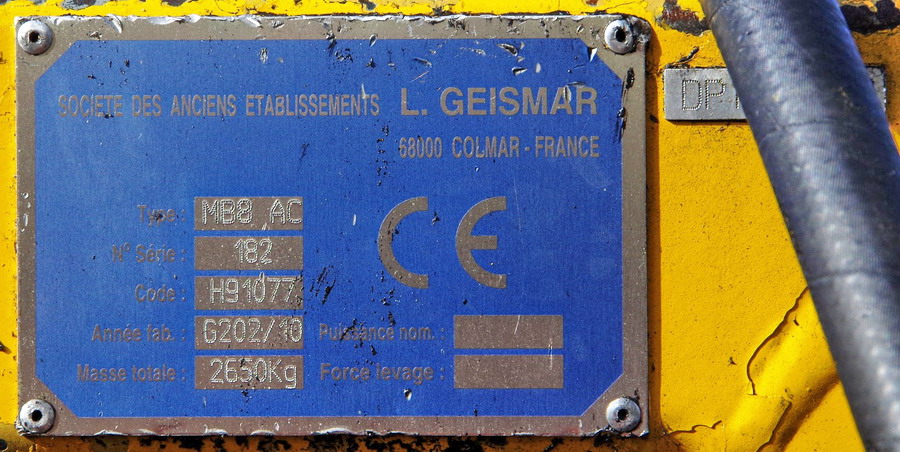 SOCIETE DES ANCIENS ETABLISSEMENTS L. GEISMAR
68000 COLMAR - FRANCE
Type : MB8 AC
N° Série : 182
Code : H91077
Année fab. : G202/10 Puissance nom. :
Masse totale : 2650Kg Force levage :
CE
DP